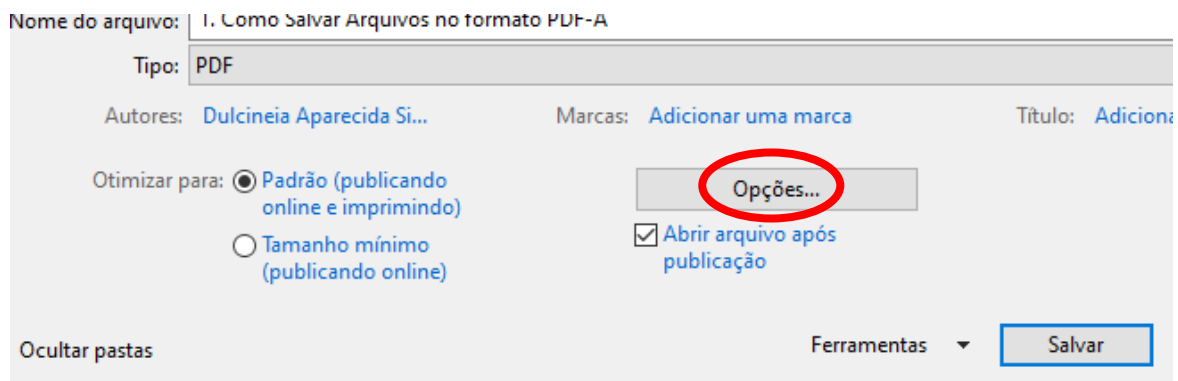 Nome do arquivo: 1. Como Salvar Arquivos no formato PDF-A
Tipo: PDF
Autores: Dulcineia Aparecida Si... Marcas: Adicionar uma marca Título: Adiciona
Otimizar para: Padrão (publicando
online e imprimindo)
Opções...
Tamanho mínimo
(publicando online)
Abrir arquivo após
publicação
Ocultar pastas Ferramentas Salvar